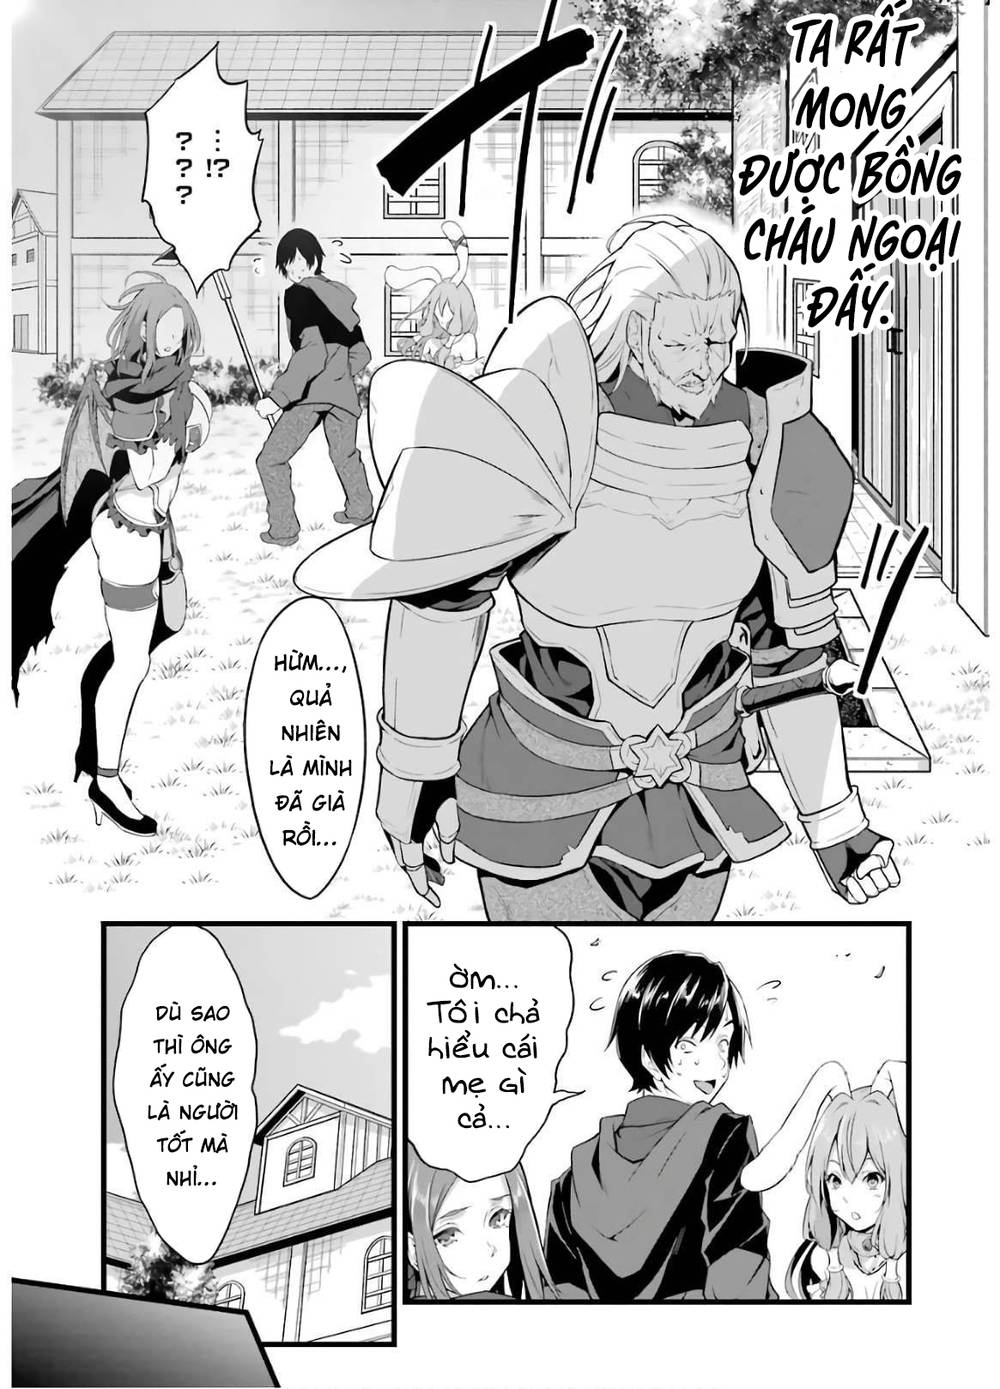 TA RẤT
MONG
ĐƯỢC BỒNG
CHÁU NGOẠI
ĐẤY.
...!?
???
HỪM...,
QUẢ
NHIÊN
LÀ MÌNH
ĐÃ GIÀ
RỒI...
ỜM...
TÔI CHẢ
HIỂU CÁI
MẸ GÌ
CẢ...
DÙ SAO
THÌ ÔNG
ẤY CŨNG
LÀ NGƯỜI
TỐT MÀ
NHỈ...